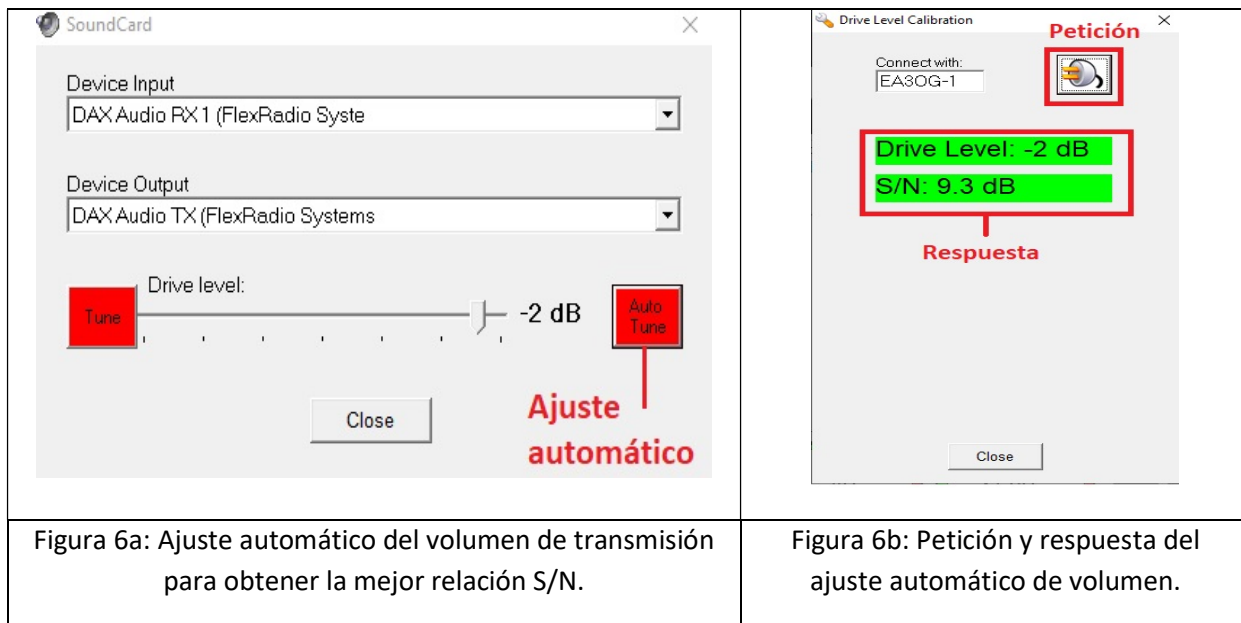 SoundCard
Device Input
DAX Audio RX 1 (FlexRadio Syste
Device Output
DAX Audio TX (FlexRadio Systems
Drive level:
Tune
-2 dB
Auto
Tune
Close
Ajuste
automático
Drive Level Calibration
Petición
Connect with:
EA3OG-1
Drive Level: -2 dB
S/N: 9.3 dB
Respuesta
Close
Figura 6a: Ajuste automático del volumen de transmisión
para obtener la mejor relación S/N.
Figura 6b: Petición y respuesta del
ajuste automático de volumen.